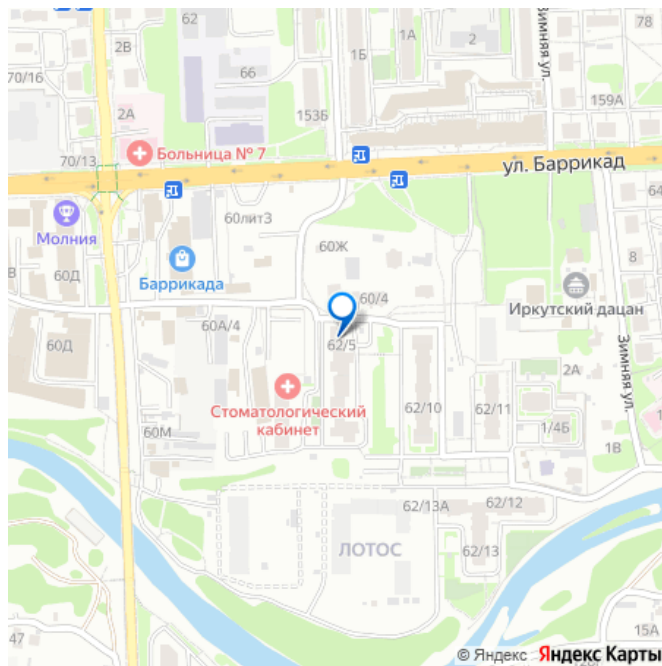 62
1А
2
78
2В
1Б
Зимняя ул.
70/16
66
2А
153Б
159А
70/13
Больница № 7
ул. Баррикад
60литЗ
Молния
60Ж
8
60Д
Баррикада
В
60/4
Иркутский дацан
60А/4
60Д
62/5
2А
Зимняя ул.
Стоматологический
кабинет
62/10
62/11
60М
1/4Б
1В
62/13А
62/12
ЛОТОС
62/13
47
15А
© Яндекс Яндекс Карты